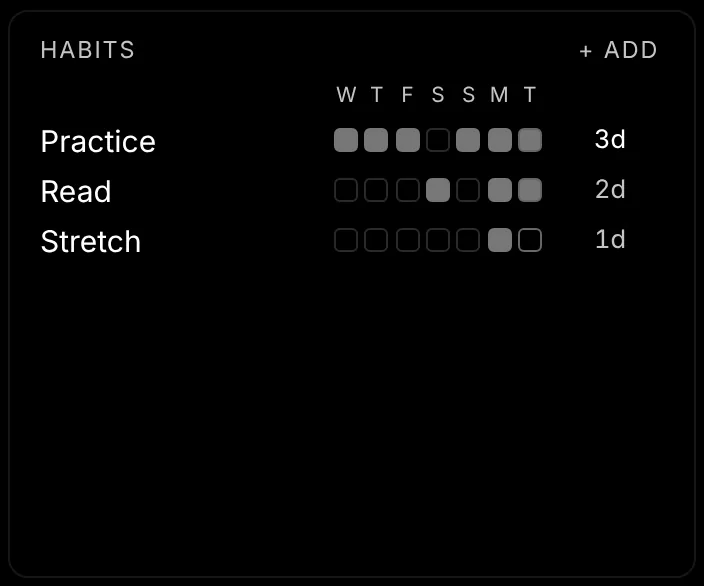 HABITS + ADD
W T F S S M T
Practice 3d
Read 2d
Stretch 1d